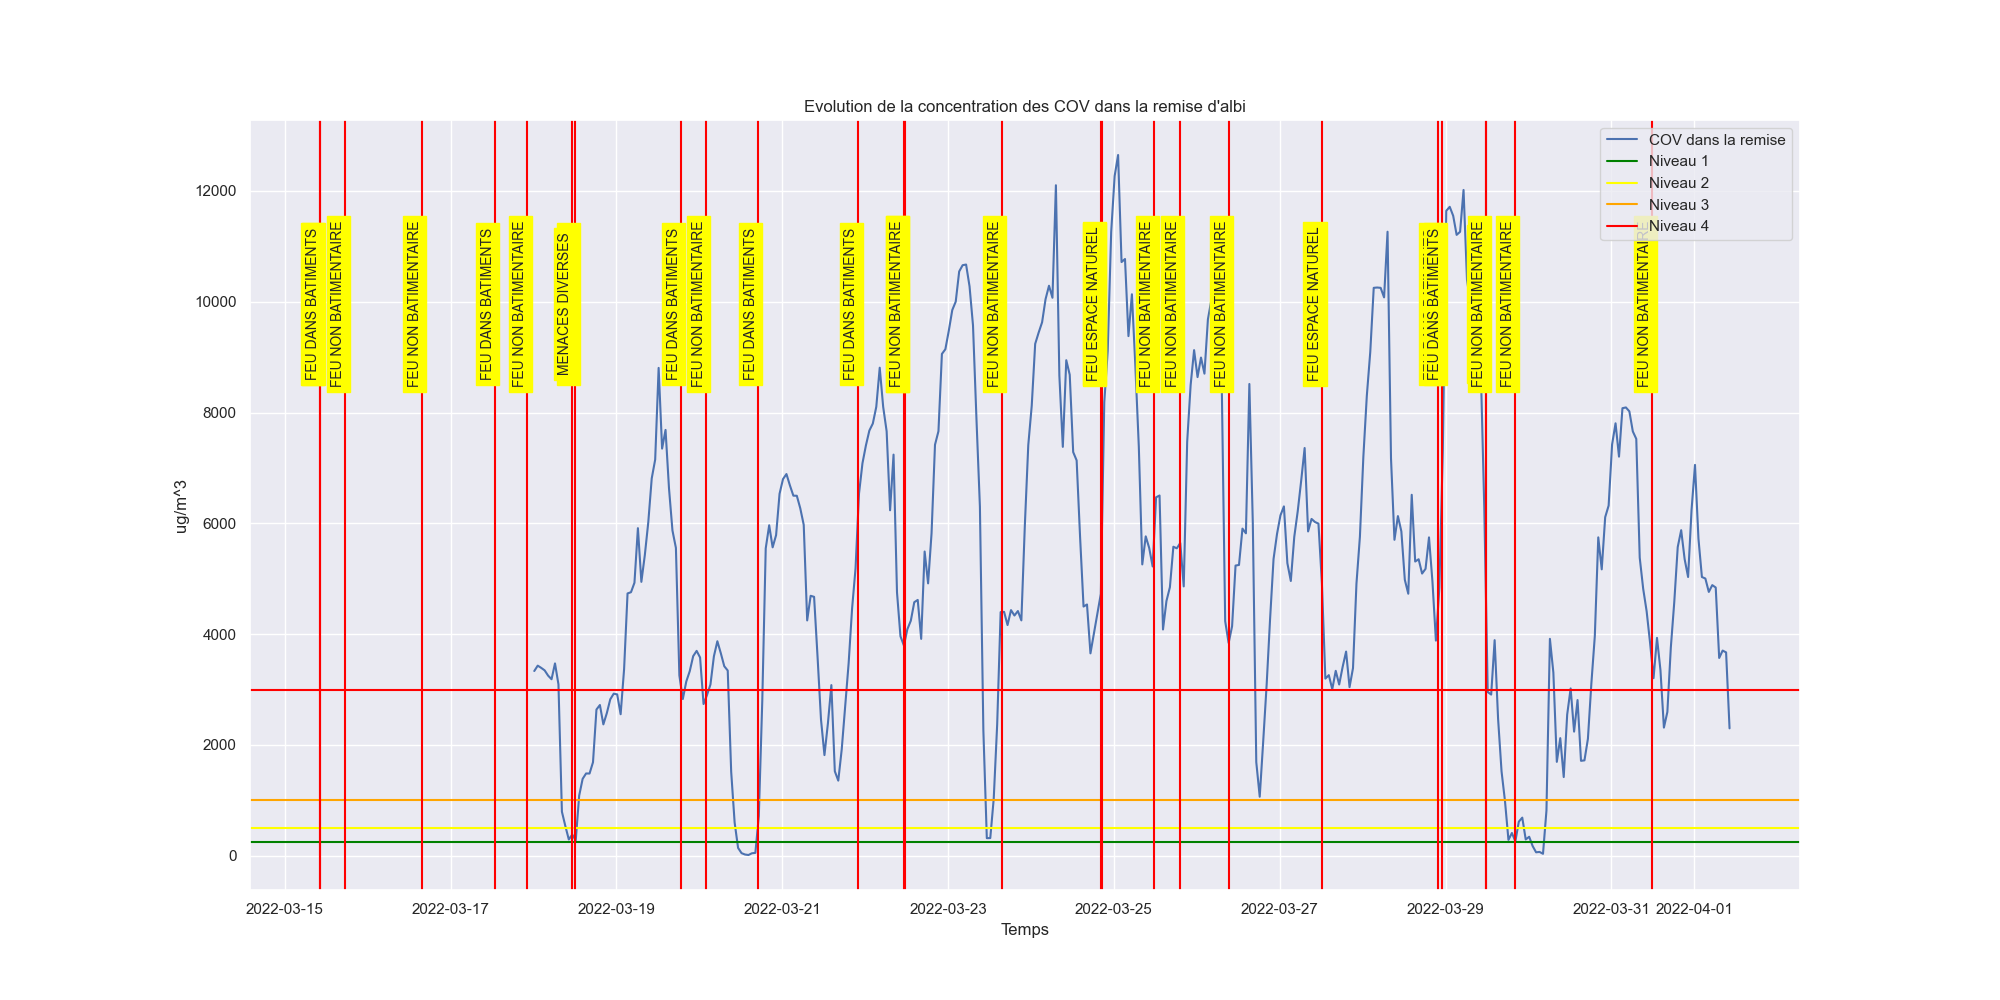 Evolution de la concentration des COV dans la remise d'albi
COV dans la remise
Niveau 1
Niveau 2
Niveau 3
Niveau 4
ug/m^3
12000
10000
8000
6000
4000
2000
0
FEU DANS BATIMENTS
FEU NON BATIMENTAIRE
FEU NON BATIMENTAIRE
FEU DANS BATIMENTS
FEU NON BATIMENTAIRE
MENACES DIVERSES
FEU DANS BATIMENTS
FEU NON BATIMENTAIRE
FEU DANS BATIMENTS
FEU DANS BATIMENTS
FEU NON BATIMENTAIRE
FEU NON BATIMENTAIRE
FEU ESPACE NATUREL
FEU NON BATIMENTAIRE
FEU NON BATIMENTAIRE
FEU NON BATIMENTAIRE
FEU ESPACE NATUREL
FEU DANS BATIMENTS
FEU NON BATIMENTAIRE
FEU NON BATIMENTAIRE
FEU NON BATIMENTAIRE
2022-03-15
2022-03-17
2022-03-19
2022-03-21
2022-03-23
2022-03-25
2022-03-27
2022-03-29
2022-03-31
2022-04-01
Temps